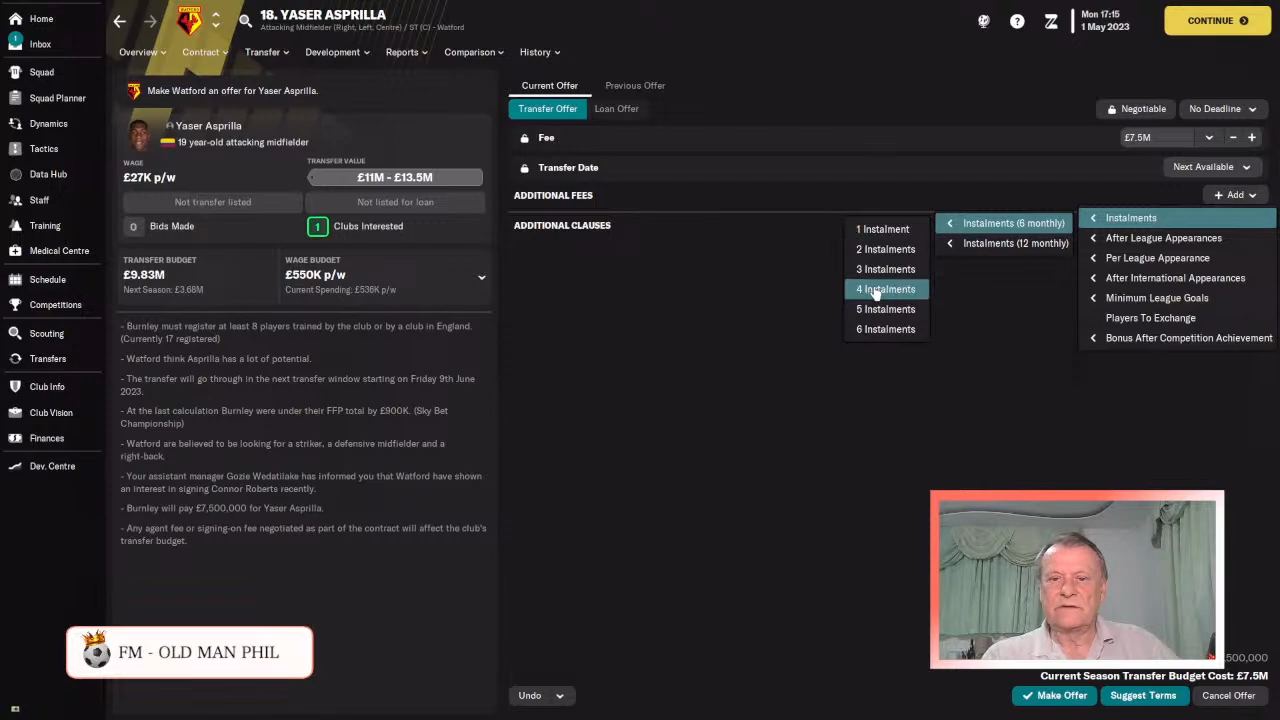 Home
1
Inbox
Squad
Squad Planner
Dynamics
Tactics
Data Hub
Staff
Training
Medical Centre
Schedule
Competitions
Scouting
Transfers
Club Info
Club Vision
Finances
Dev. Centre
18. YASER ASPRILLA
Attacking Midfielder (Right, Left, Centre) / ST (C) - Watford
Mon 17:15
1 May 2023
CONTINUE
Overview
Contract
Transfer
Development
Reports
Comparison
History
Make Watford an offer for Yaser Asprilla.
Yaser Asprilla
19 year-old attacking midfielder
WAGE
£27K p/w
TRANSFER VALUE
£11M - £13.5M
Not transfer listed
Not listed for loan
0 Bids Made
1 Clubs Interested
TRANSFER BUDGET
£9.83M
Next Season: £3.68M
WAGE BUDGET
£550K p/w
Current Spending: £536K p/w
- Burnley must register at least 8 players trained by the club or by a club in England.
(Currently 17 registered)
- Watford think Asprilla has a lot of potential.
- The transfer will go through in the next transfer window starting on Friday 9th June
2023.
- At the last calculation Burnley were under their FFP total by £900K. (Sky Bet
Championship)
- Watford are believed to be looking for a striker, a defensive midfielder and a
right-back.
- Your assistant manager Gozie Wedatilake has informed you that Watford have shown
an interest in signing Connor Roberts recently.
- Burnley will pay £7,500,000 for Yaser Asprilla.
- Any agent fee or signing-on fee negotiated as part of the contract will affect the club's
transfer budget.
FM - OLD MAN PHIL
Current Offer
Previous Offer
Transfer Offer
Loan Offer
Negotiable
No Deadline
Fee
£7.5M
Transfer Date
Next Available
ADDITIONAL FEES
+ Add
ADDITIONAL CLAUSES
1 Instalment
2 Instalments
3 Instalments
4 Instalments
5 Instalments
6 Instalments
Instalments (6 monthly)
Instalments (12 monthly)
Instalments
After League Appearances
Per League Appearance
After International Appearances
Minimum League Goals
Players To Exchange
Bonus After Competition Achievement
500,000
Current Season Transfer Budget Cost: £7.5M
Undo
Make Offer
Suggest Terms
Cancel Offer